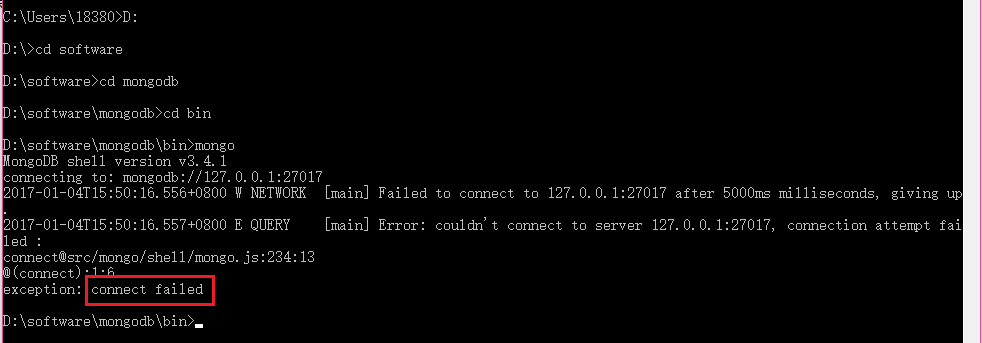 C:\Users\18380>D:
D:\>cd software
D:\software>cd mongodb
D:\software\mongodb>cd bin
D:\software\mongodb\bin>mongo
MongoDB shell version v3.4.1
connecting to: mongodb://127.0.0.1:27017
2017-01-04T15:50:16.556+0800 W NETWORK  [main] Failed to connect to 127.0.0.1:27017 after 5000ms milliseconds, giving up
.
2017-01-04T15:50:16.557+0800 E QUERY    [main] Error: couldn't connect to server 127.0.0.1:27017, connection attempt fai
led :
connect@src/mongo/shell/mongo.js:234:13
@(connect):1:6
exception: connect failed
D:\software\mongodb\bin>